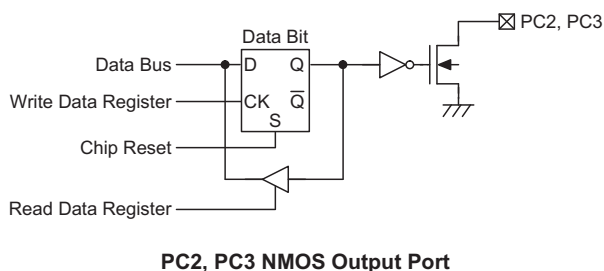 Data Bit
PC2, PC3
Data Bus
D
Q
Write Data Register
CK
Q̅
S
Chip Reset
Read Data Register
PC2, PC3 NMOS Output Port